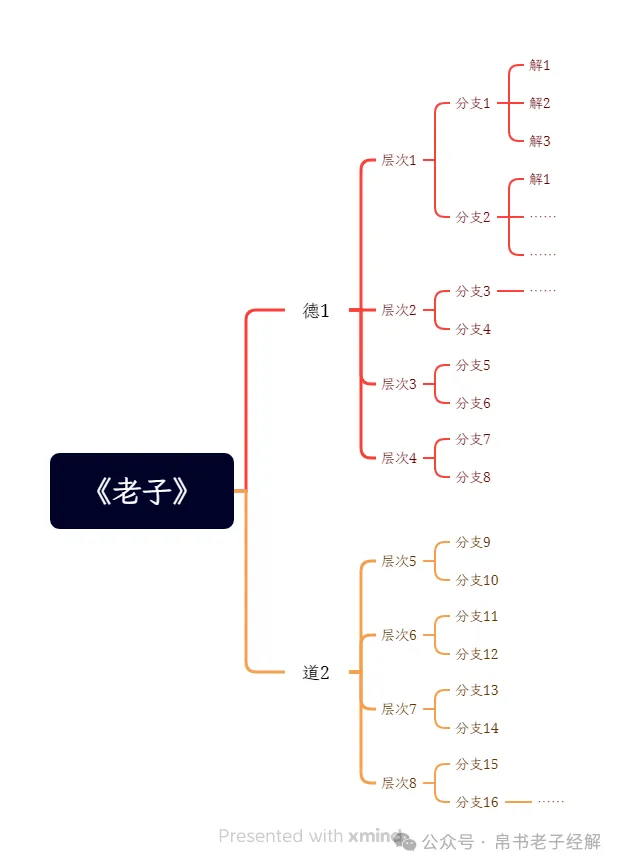 《老子》
德1
层次1
分支1
解1
解2
解3
分支2
解1
······
······
层次2
分支3
······
分支4
层次3
分支5
分支6
层次4
分支7
分支8
道2
层次5
分支9
分支10
层次6
分支11
分支12
层次7
分支13
分支14
层次8
分支15
分支16
······
Presented with xmind
公众号 · 帛书老子经解